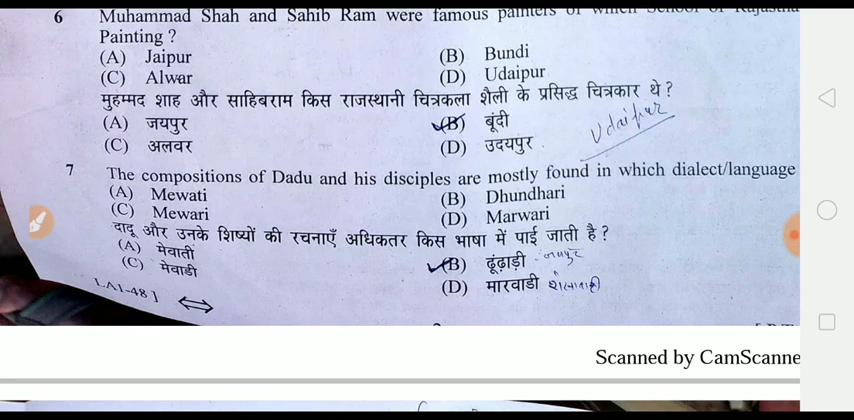 6 Muhammad Shah and Sahib Ram were famous painters of which School of
Painting ?
(A) Jaipur (B) Bundi
(C) Alwar (D) Udaipur
मुहम्मद शाह और साहिबराम किस राजस्थानी चित्रकला शैली के प्रसिद्ध चित्रकार थे ?
(A) जयपुर (B) बूंदी
(C) अलवर (D) उदयपुर
Udaipur
7 The compositions of Dadu and his disciples are mostly found in which dialect/language
(A) Mewati (B) Dhundhari
(C) Mewari (D) Marwari
दादू और उनके शिष्यों की रचनाएँ अधिकतर किस भाषा में पाई जाती है ?
(A) मेवाती (B) ढूंढ़ाड़ी
(C) मेवाडी (D) मारवाडी
LA1-48 ]
Scanned by CamScanne